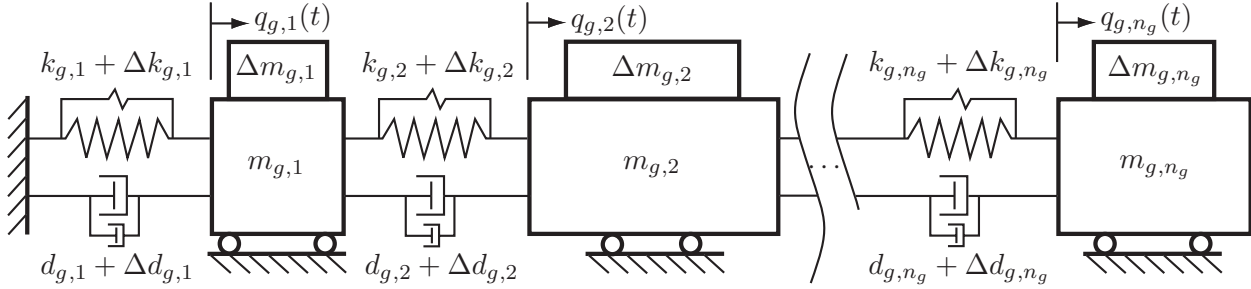 q_{g,1}(t) q_{g,2}(t) q_{g,n_g}(t)
k_{g,1} + Δk_{g,1} Δm_{g,1} k_{g,2} + Δk_{g,2} Δm_{g,2} k_{g,n_g} + Δk_{g,n_g} Δm_{g,n_g}
m_{g,1} m_{g,2} ... m_{g,n_g}
d_{g,1} + Δd_{g,1} d_{g,2} + Δd_{g,2} d_{g,n_g} + Δd_{g,n_g}